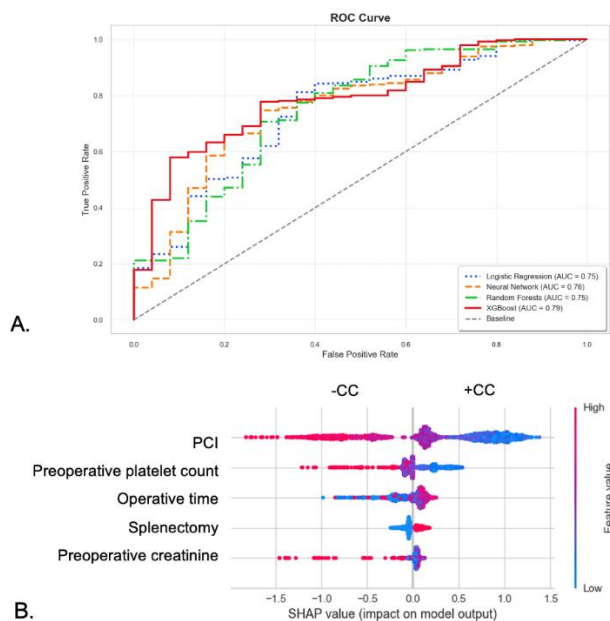 ROC Curve
1.0
0.8
0.6
0.4
0.2
0.0
True Positive Rate
0.0 0.2 0.4 0.6 0.8 1.0
False Positive Rate
Logistic Regression (AUC = 0.75)
Neural Network (AUC = 0.76)
Random Forests (AUC = 0.75)
XGBoost (AUC = 0.79)
Baseline
A.
-CC +CC
PCI
Preoperative platelet count
Operative time
Splenectomy
Preoperative creatinine
High
Feature value
Low
−1.5 −1.0 −0.5 0.0 0.5 1.0 1.5
SHAP value (impact on model output)
B.